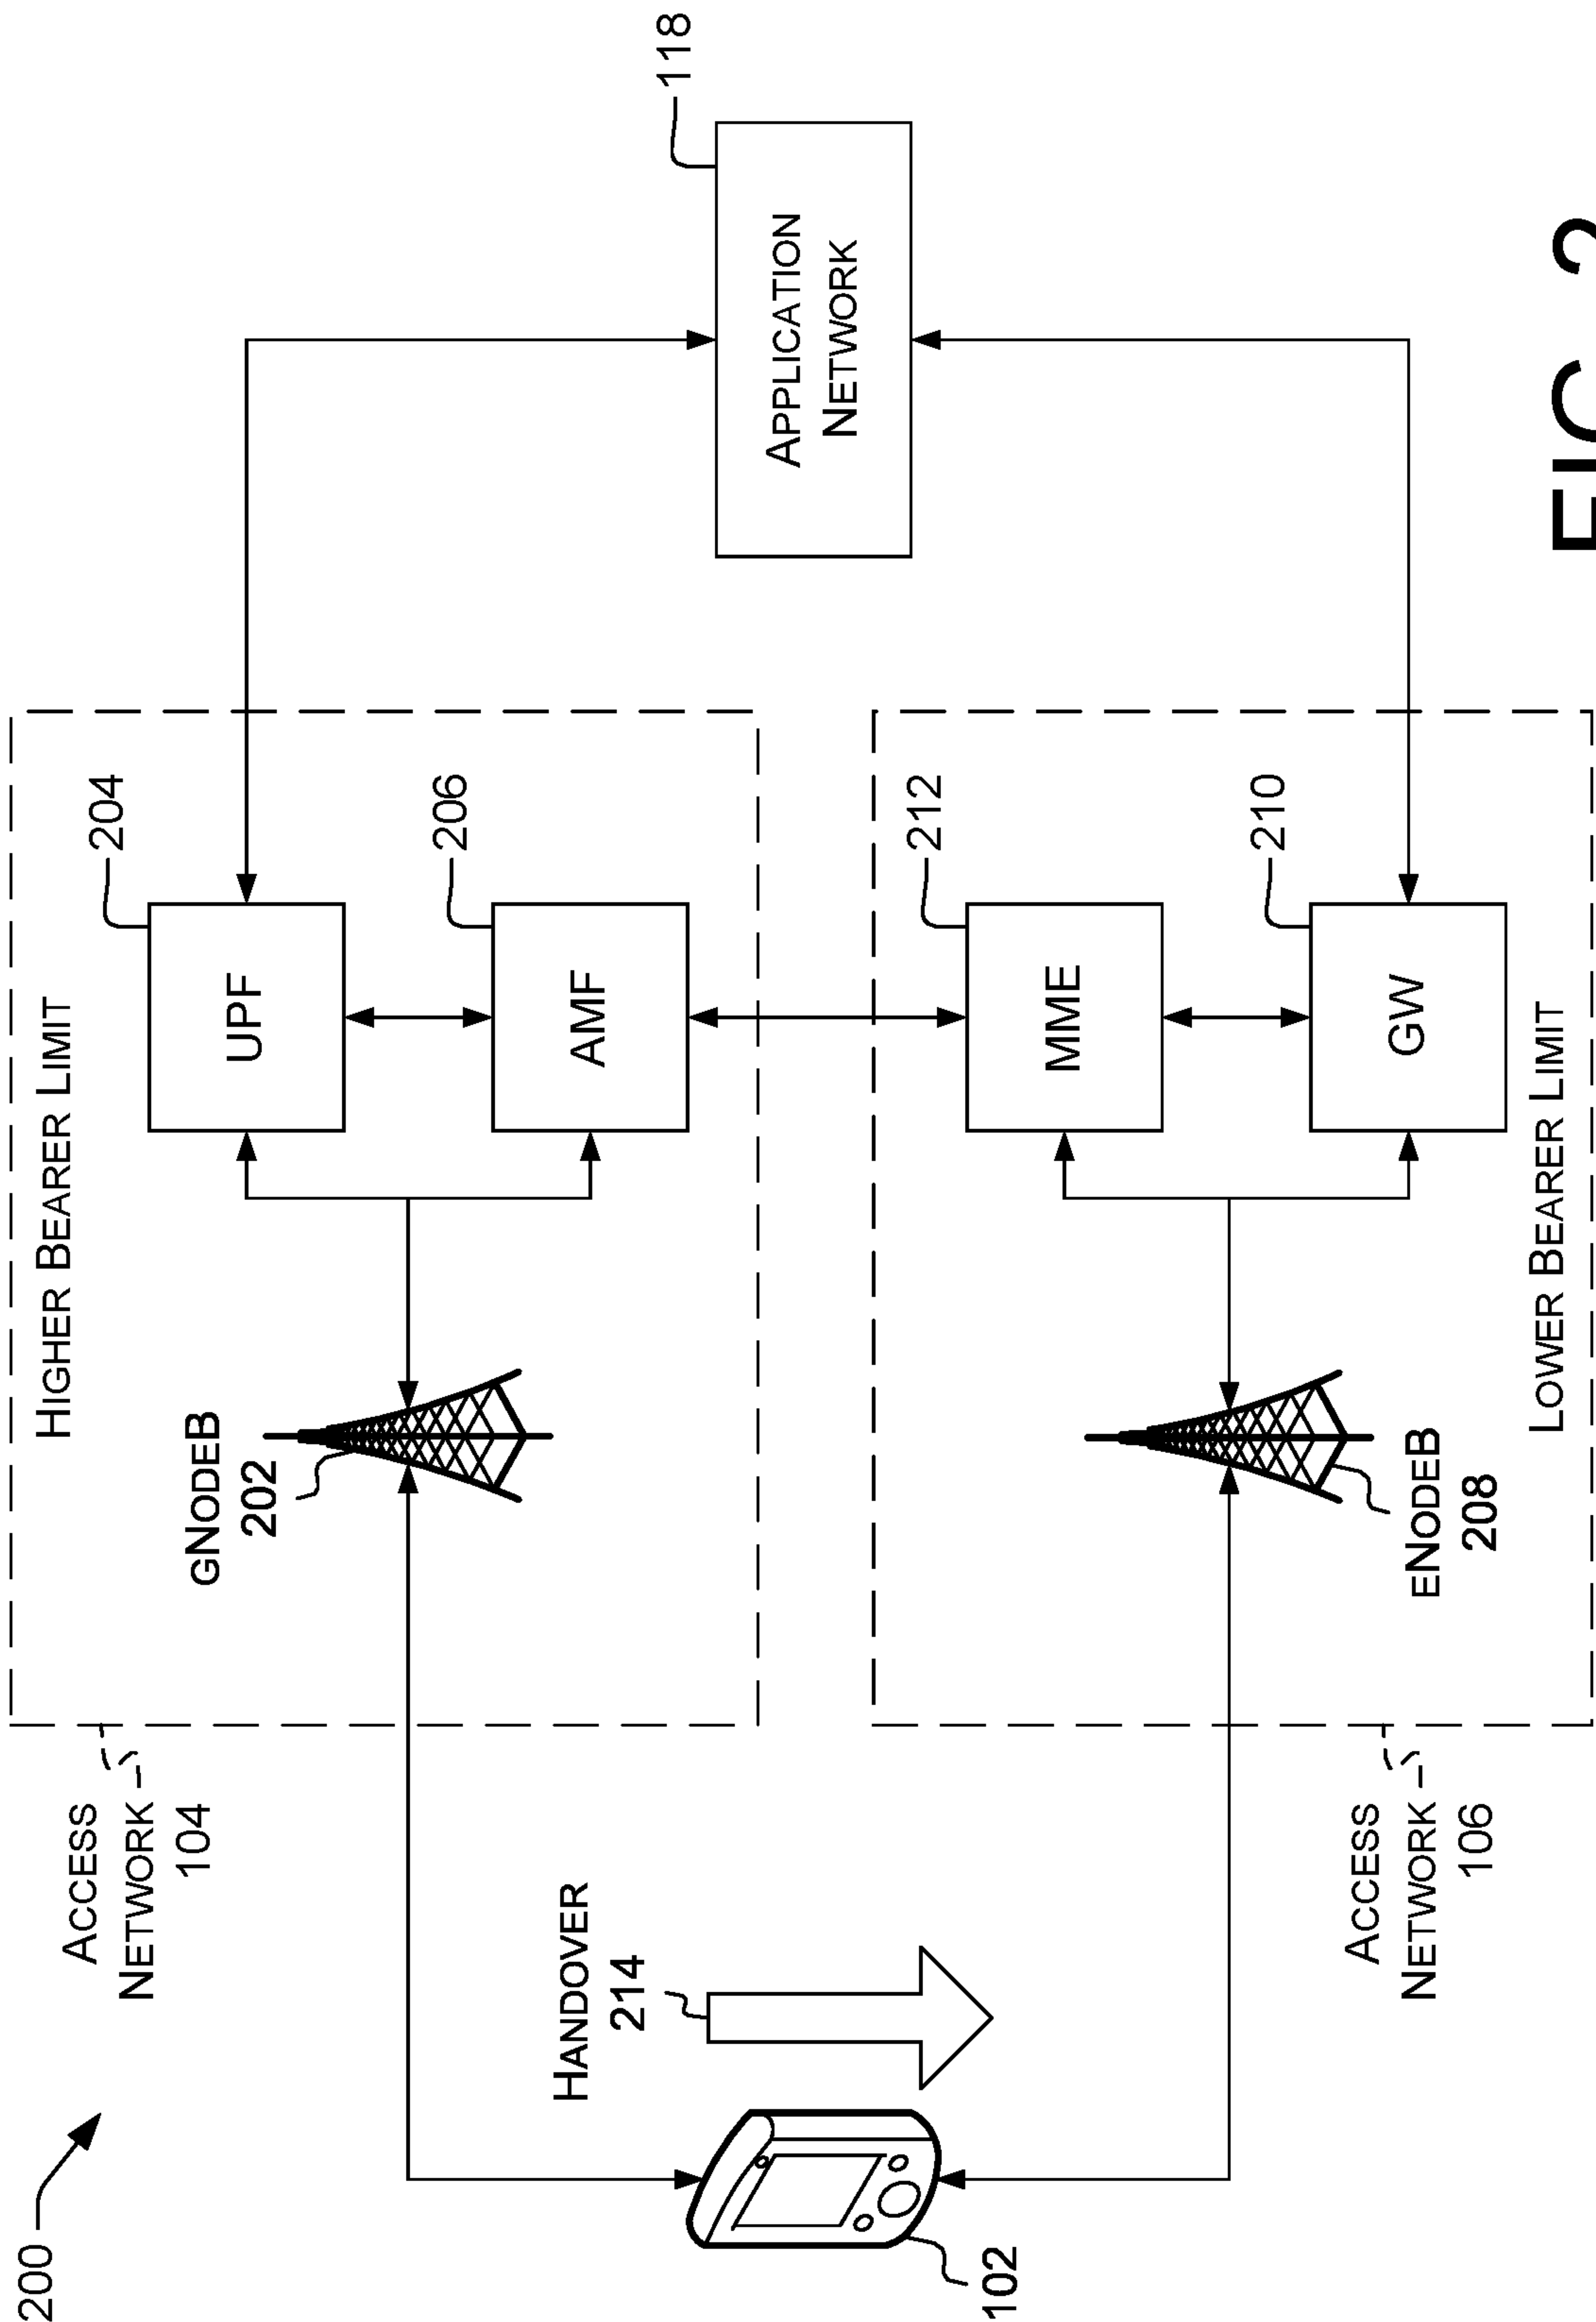 200
ACCESS
NETWORK
104
HIGHER BEARER LIMIT
GNODEB
202
UPF
204
AMF
206
HANDOVER
214
102
APPLICATION
NETWORK
118
ACCESS
NETWORK
106
ENODEB
208
MME
212
GW
210
LOWER BEARER LIMIT